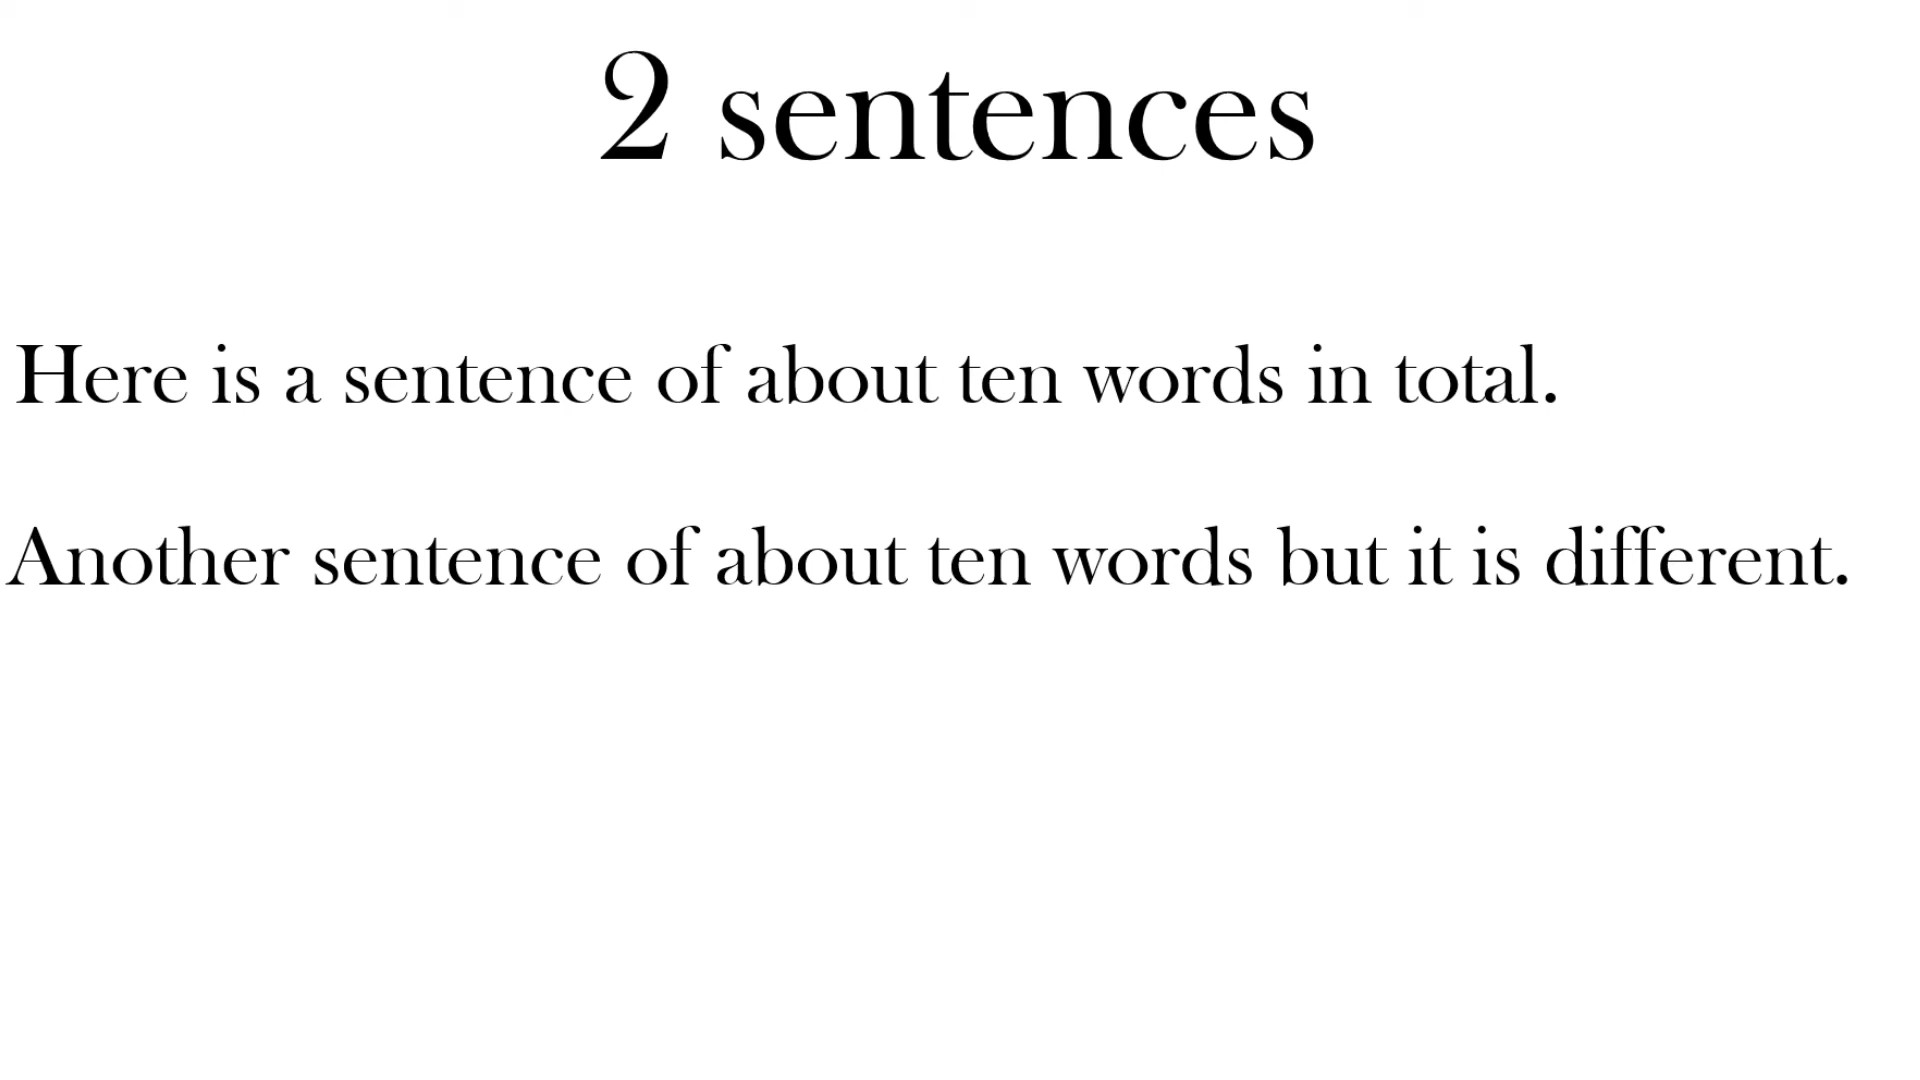 2 sentences
Here is a sentence of about ten words in total.
Another sentence of about ten words but it is different.